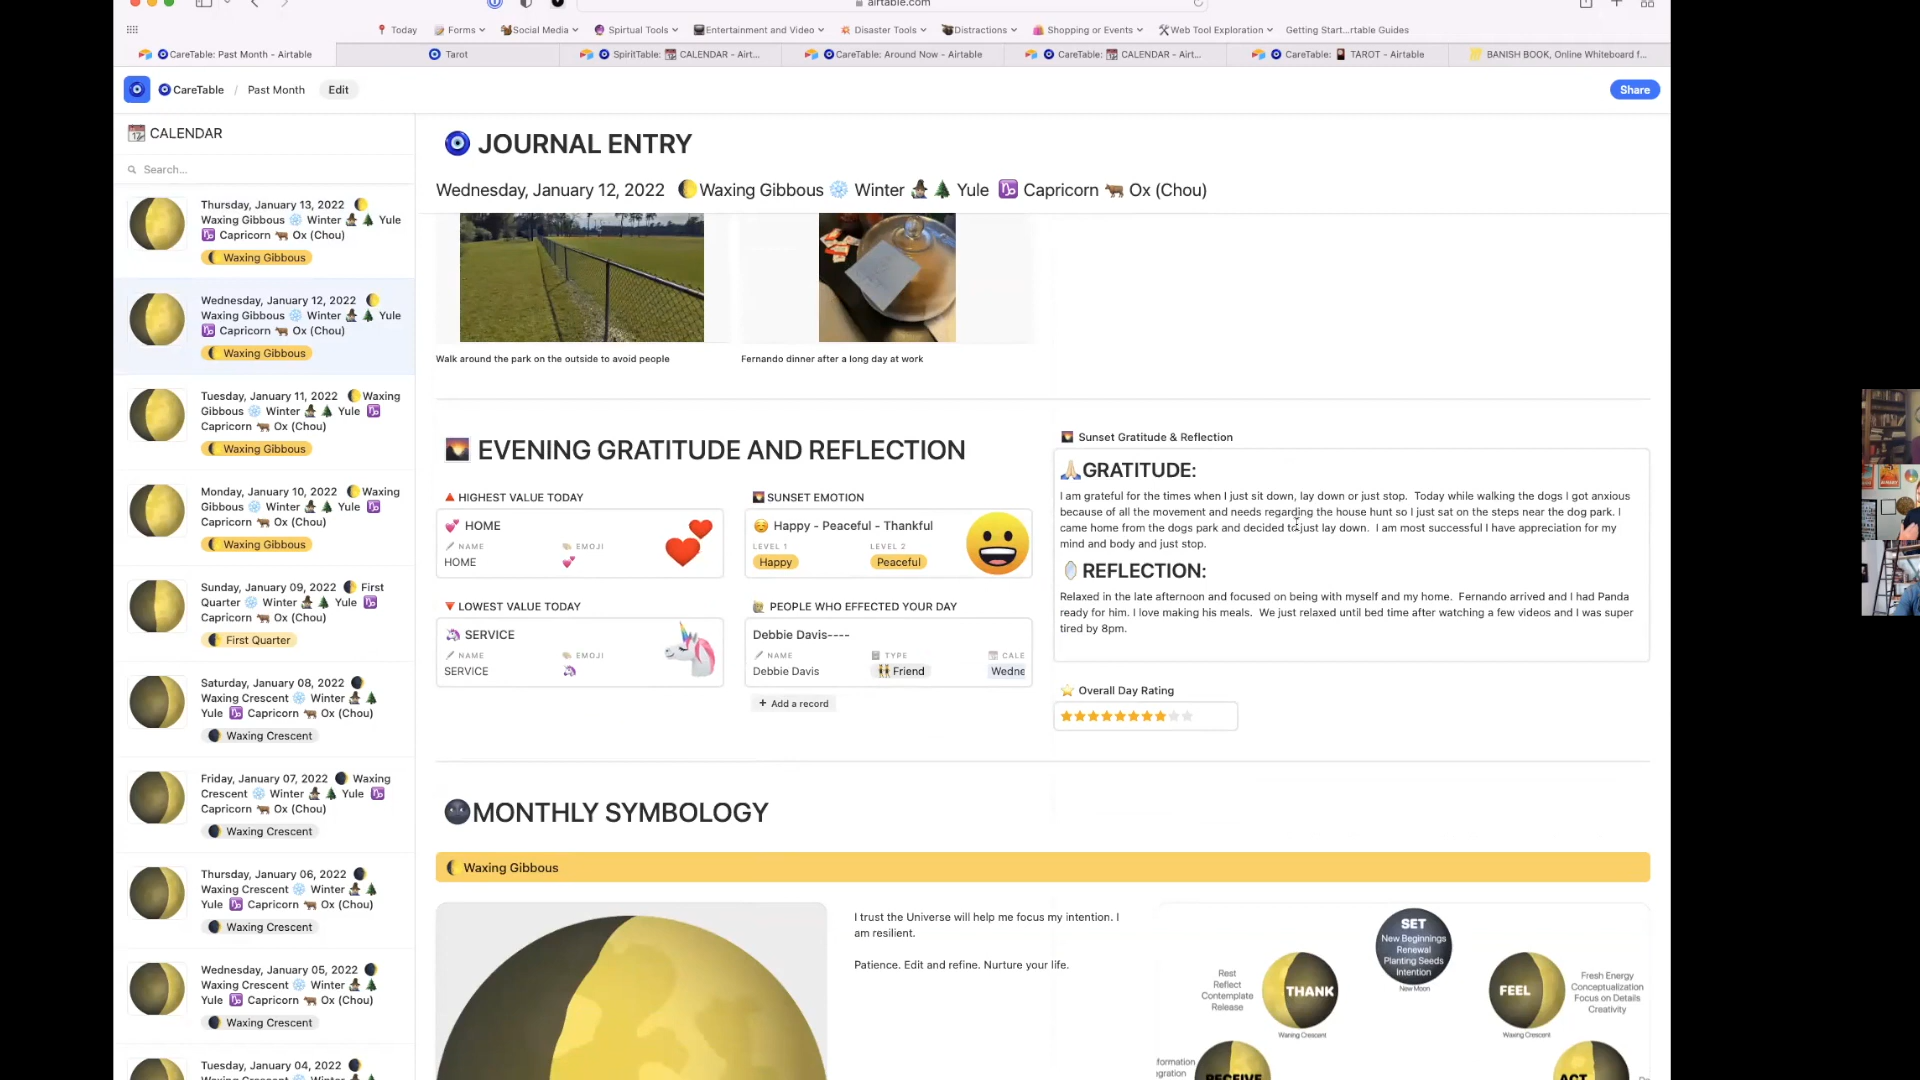 airtable.com
Today
Forms
Social Media
Spirtual Tools
Entertainment and Video
Disaster Tools
Distractions
Shopping or Events
Web Tool Exploration
Getting Start...rtable Guides
CareTable: Past Month - Airtable
Tarot
SpiritTable: CALENDAR - Airt...
CareTable: Around Now - Airtable
CareTable: CALENDAR - Airt...
CareTable: TAROT - Airtable
BANISH BOOK, Online Whiteboard f...
CareTable / Past Month Edit
Share
CALENDAR
Search...
Thursday, January 13, 2022
Waxing Gibbous Winter Yule
Capricorn Ox (Chou)
Waxing Gibbous
Wednesday, January 12, 2022
Waxing Gibbous Winter Yule
Capricorn Ox (Chou)
Waxing Gibbous
Tuesday, January 11, 2022 Waxing
Gibbous Winter Yule
Capricorn Ox (Chou)
Waxing Gibbous
Monday, January 10, 2022 Waxing
Gibbous Winter Yule
Capricorn Ox (Chou)
Waxing Gibbous
Sunday, January 09, 2022 First
Quarter Winter Yule
Capricorn Ox (Chou)
First Quarter
Saturday, January 08, 2022
Waxing Crescent Winter
Yule Capricorn Ox (Chou)
Waxing Crescent
Friday, January 07, 2022 Waxing
Crescent Winter Yule
Capricorn Ox (Chou)
Waxing Crescent
Thursday, January 06, 2022
Waxing Crescent Winter
Yule Capricorn Ox (Chou)
Waxing Crescent
Wednesday, January 05, 2022
Waxing Crescent Winter
Yule Capricorn Ox (Chou)
Waxing Crescent
Tuesday, January 04, 2022
Waxing Crescent Winter
JOURNAL ENTRY
Wednesday, January 12, 2022 Waxing Gibbous Winter Yule Capricorn Ox (Chou)
Walk around the park on the outside to avoid people
Fernando dinner after a long day at work
EVENING GRATITUDE AND REFLECTION
HIGHEST VALUE TODAY
HOME
NAME EMOJI
HOME
SUNSET EMOTION
Happy - Peaceful - Thankful
LEVEL 1 LEVEL 2
Happy Peaceful
LOWEST VALUE TODAY
SERVICE
NAME EMOJI
SERVICE
PEOPLE WHO EFFECTED YOUR DAY
Debbie Davis----
NAME TYPE CALE
Debbie Davis Friend Wedne
+ Add a record
Sunset Gratitude & Reflection
GRATITUDE:
I am grateful for the times when I just sit down, lay down or just stop. Today while walking the dogs I got anxious
because of all the movement and needs regarding the house hunt so I just sat on the steps near the dog park. I
came home from the dogs park and decided to just lay down. I am most successful I have appreciation for my
mind and body and just stop.
REFLECTION:
Relaxed in the late afternoon and focused on being with myself and my home. Fernando arrived and I had Panda
ready for him. I love making his meals. We just relaxed until bed time after watching a few videos and I was super
tired by 8pm.
Overall Day Rating
MONTHLY SYMBOLOGY
Waxing Gibbous
I trust the Universe will help me focus my intention. I
am resilient.
Patience. Edit and refine. Nurture your life.
SET
New Beginnings
Renewal
Planting Seeds
Intention
New Moon
Rest
Reflect
Contemplate
Release
THANK
Waning Crescent
FEEL
Waxing Crescent
Fresh Energy
Conceptualization
Focus on Details
Creativity
RECEIVE
ACT